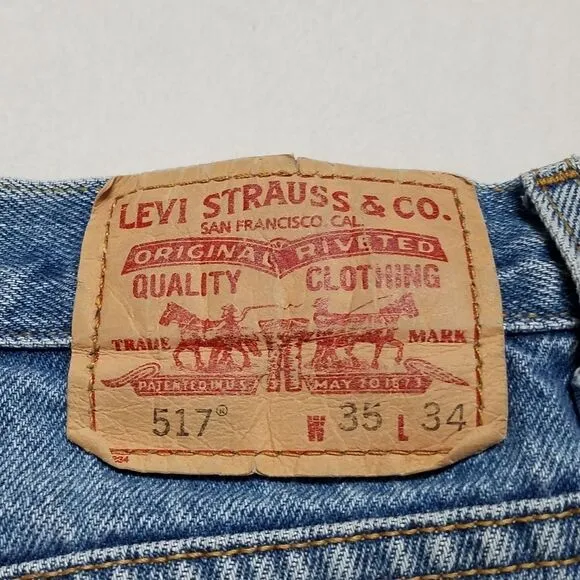 LEVI STRAUSS & CO.
SAN FRANCISCO, CAL.
ORIGINAL RIVETED
QUALITY CLOTHING
TRADE MARK
PATENTED IN U.S. MAY 20 1873
517® W 35 L 34